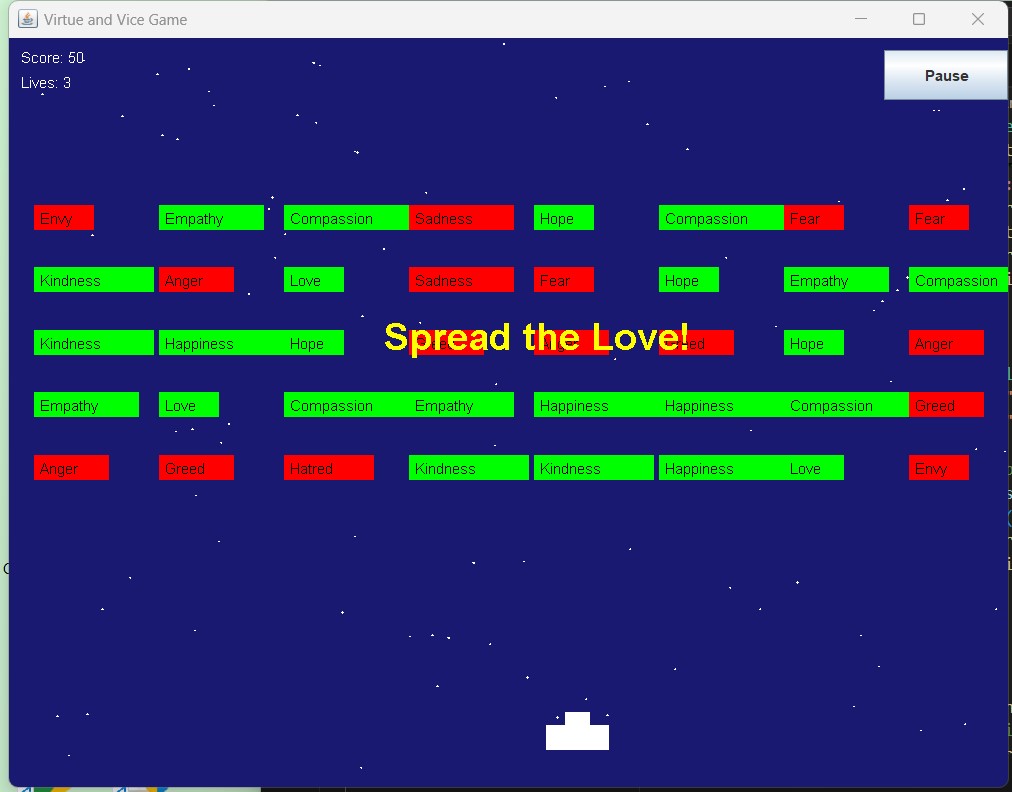 Virtue and Vice Game
Score: 50
Lives: 3
Pause
Envy Empathy Compassion Sadness Hope Compassion Fear Fear
Kindness Anger Love Sadness Fear Hope Empathy Compassion
Kindness Happiness Hope Hope Anger
Spread the Love!
Empathy Love Compassion Empathy Happiness Happiness Compassion Greed
Anger Greed Hatred Kindness Kindness Happiness Love Envy